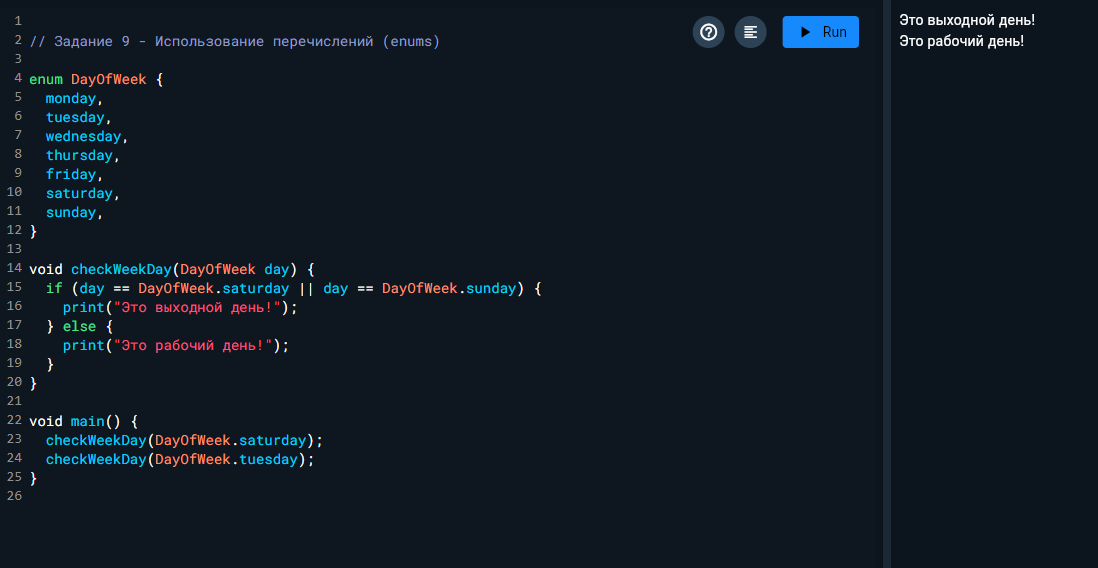 1
2 // Задание 9 - Использование перечислений (enums)
3
4 enum DayOfWeek {
5   monday,
6   tuesday,
7   wednesday,
8   thursday,
9   friday,
10   saturday,
11   sunday,
12 }
13
14 void checkWeekDay(DayOfWeek day) {
15   if (day == DayOfWeek.saturday || day == DayOfWeek.sunday) {
16     print("Это выходной день!");
17   } else {
18     print("Это рабочий день!");
19   }
20 }
21
22 void main() {
23   checkWeekDay(DayOfWeek.saturday);
24   checkWeekDay(DayOfWeek.tuesday);
25 }
26
Run
Это выходной день!
Это рабочий день!